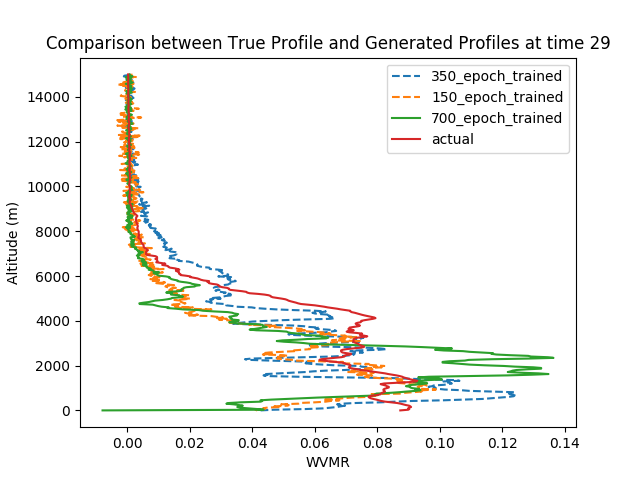 Comparison between True Profile and Generated Profiles at time 29
350_epoch_trained
150_epoch_trained
700_epoch_trained
actual
14000
12000
10000
8000
6000
4000
2000
0
Altitude (m)
0.00 0.02 0.04 0.06 0.08 0.10 0.12 0.14
WVMR